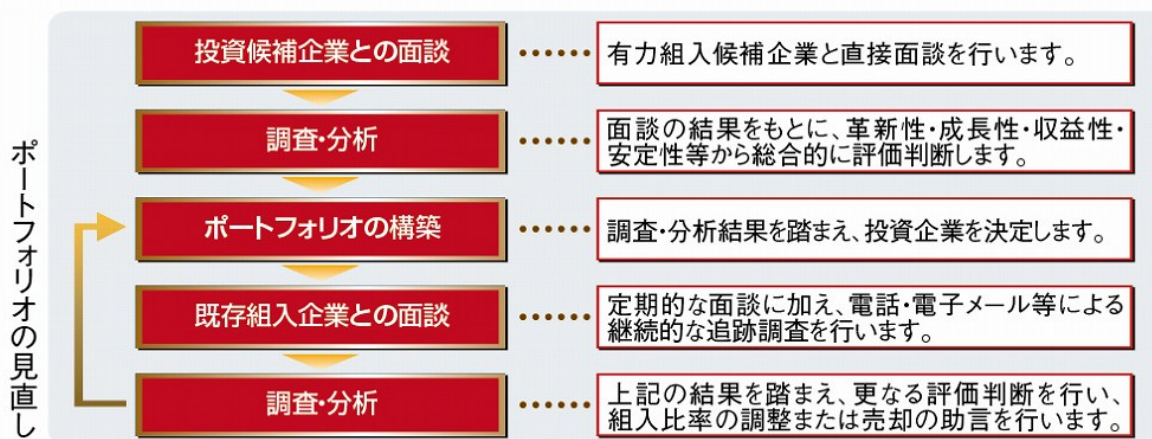 投資候補企業との面談
有力組入候補企業と直接面談を行います。
調査・分析
面談の結果をもとに、革新性・成長性・収益性・
安定性等から総合的に評価判断します。
ポートフォリオの構築
調査・分析結果を踏まえ、投資企業を決定します。
既存組入企業との面談
定期的な面談に加え、電話・電子メール等による
継続的な追跡調査を行います。
調査・分析
上記の結果を踏まえ、更なる評価判断を行い、
組入比率の調整または売却の助言を行います。
ポートフォリオの見直し